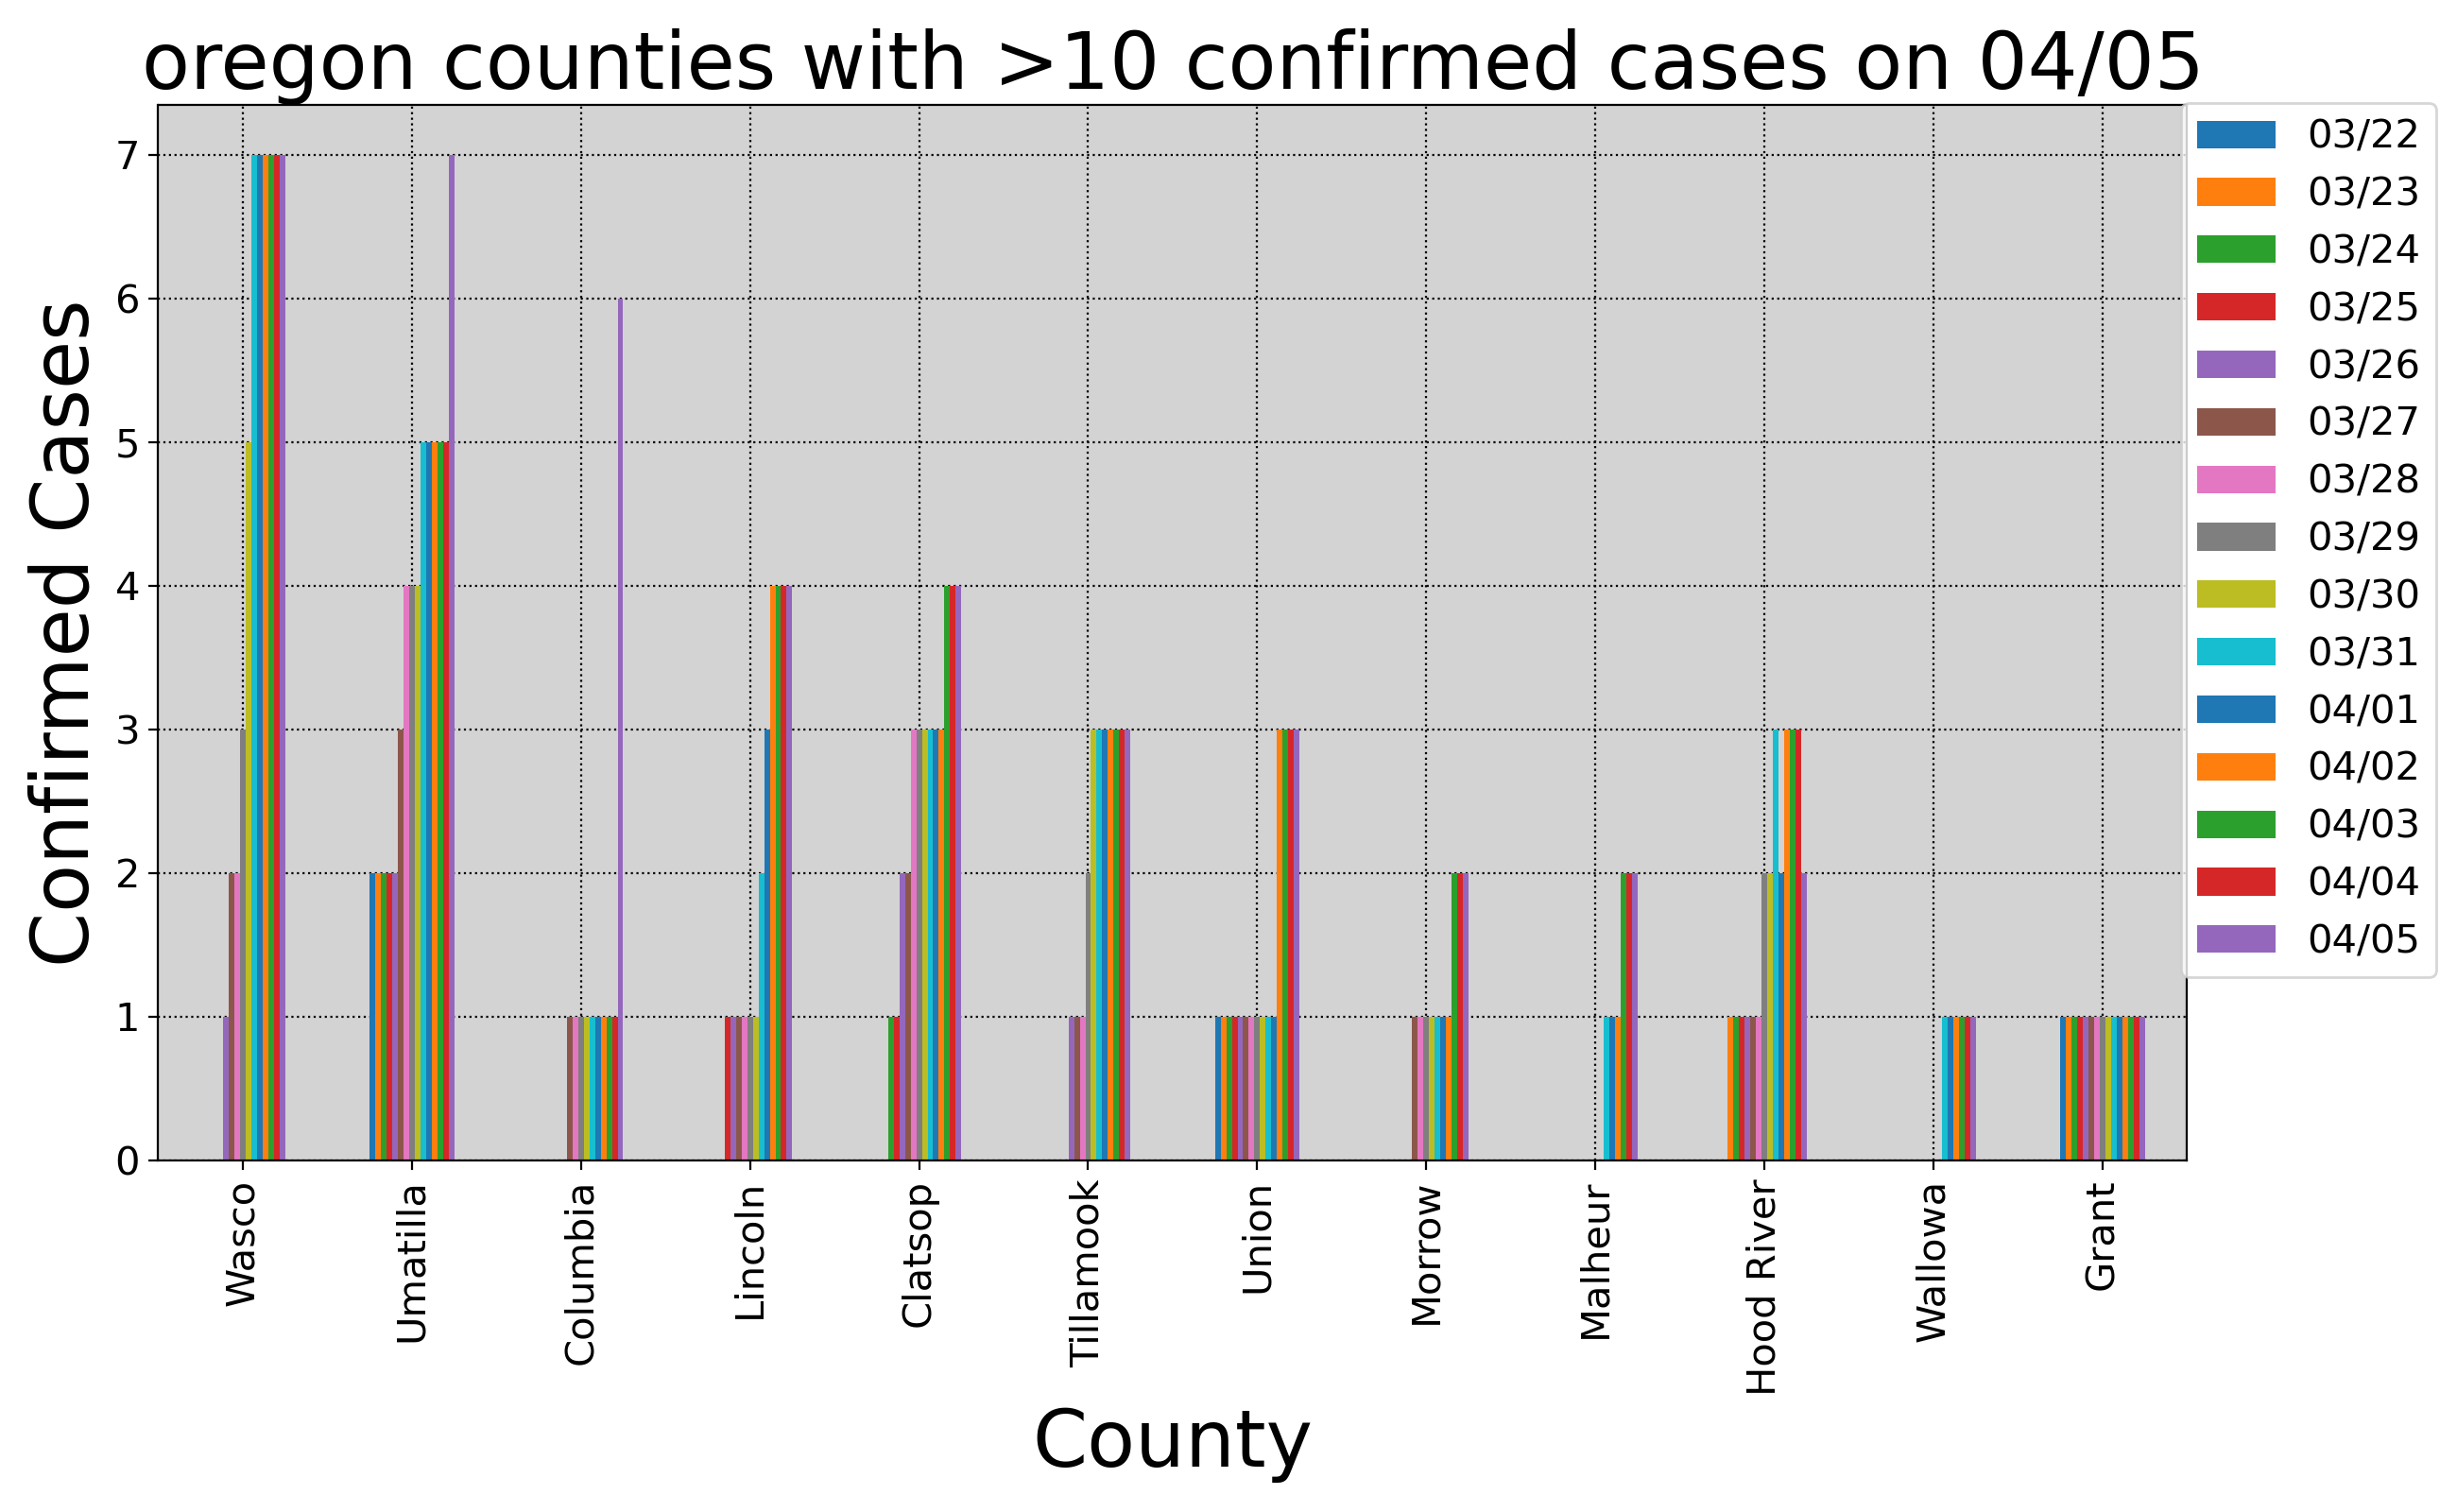 oregon counties with >10 confirmed cases on 04/05
Confirmed Cases
7
6
5
4
3
2
1
0
03/22
03/23
03/24
03/25
03/26
03/27
03/28
03/29
03/30
03/31
04/01
04/02
04/03
04/04
04/05
Wasco
Umatilla
Columbia
Lincoln
Clatsop
Tillamook
Union
Morrow
Malheur
Hood River
Wallowa
Grant
County